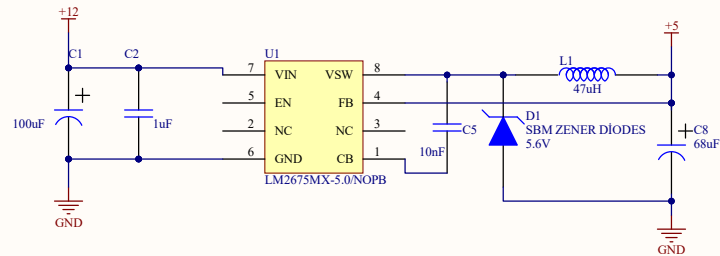 +12
+5
C1
C2
U1
L1
7
VIN
VSW
8
47uH
5
EN
FB
4
D1
SBM ZENER DİODES
5.6V
100uF
1uF
2
NC
NC
3
C5
C8
68uF
6
GND
CB
1
10nF
LM2675MX-5.0/NOPB
GND
GND